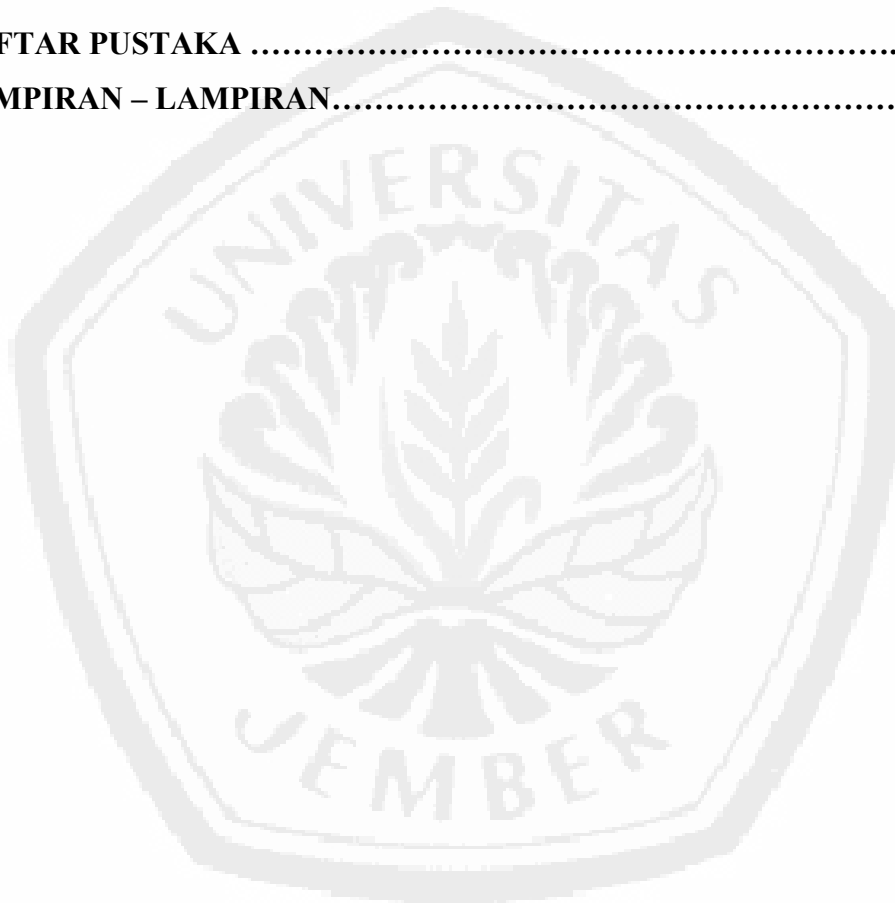 FTAR PUSTAKA ………………………………………………………………….
MPIRAN – LAMPIRAN………………………………………………………….
UNIVERSITAS
JEMBER